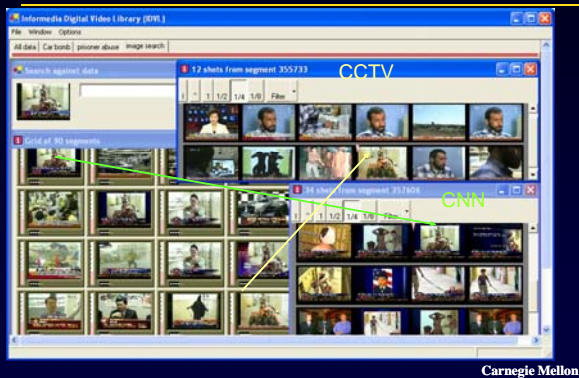 Informedia Digital Video Library (IDVL)
File Window Options
All data Car bomb prisoner abuse image search
Search against data
12 shots from segment 355733
CCTV
i 1 1/2 1/4 1/8 Filter
Grid of 90 segments
34 shots from segment 357604
CNN
1 1/2 1/4 1/8 Filter
Carnegie Mellon